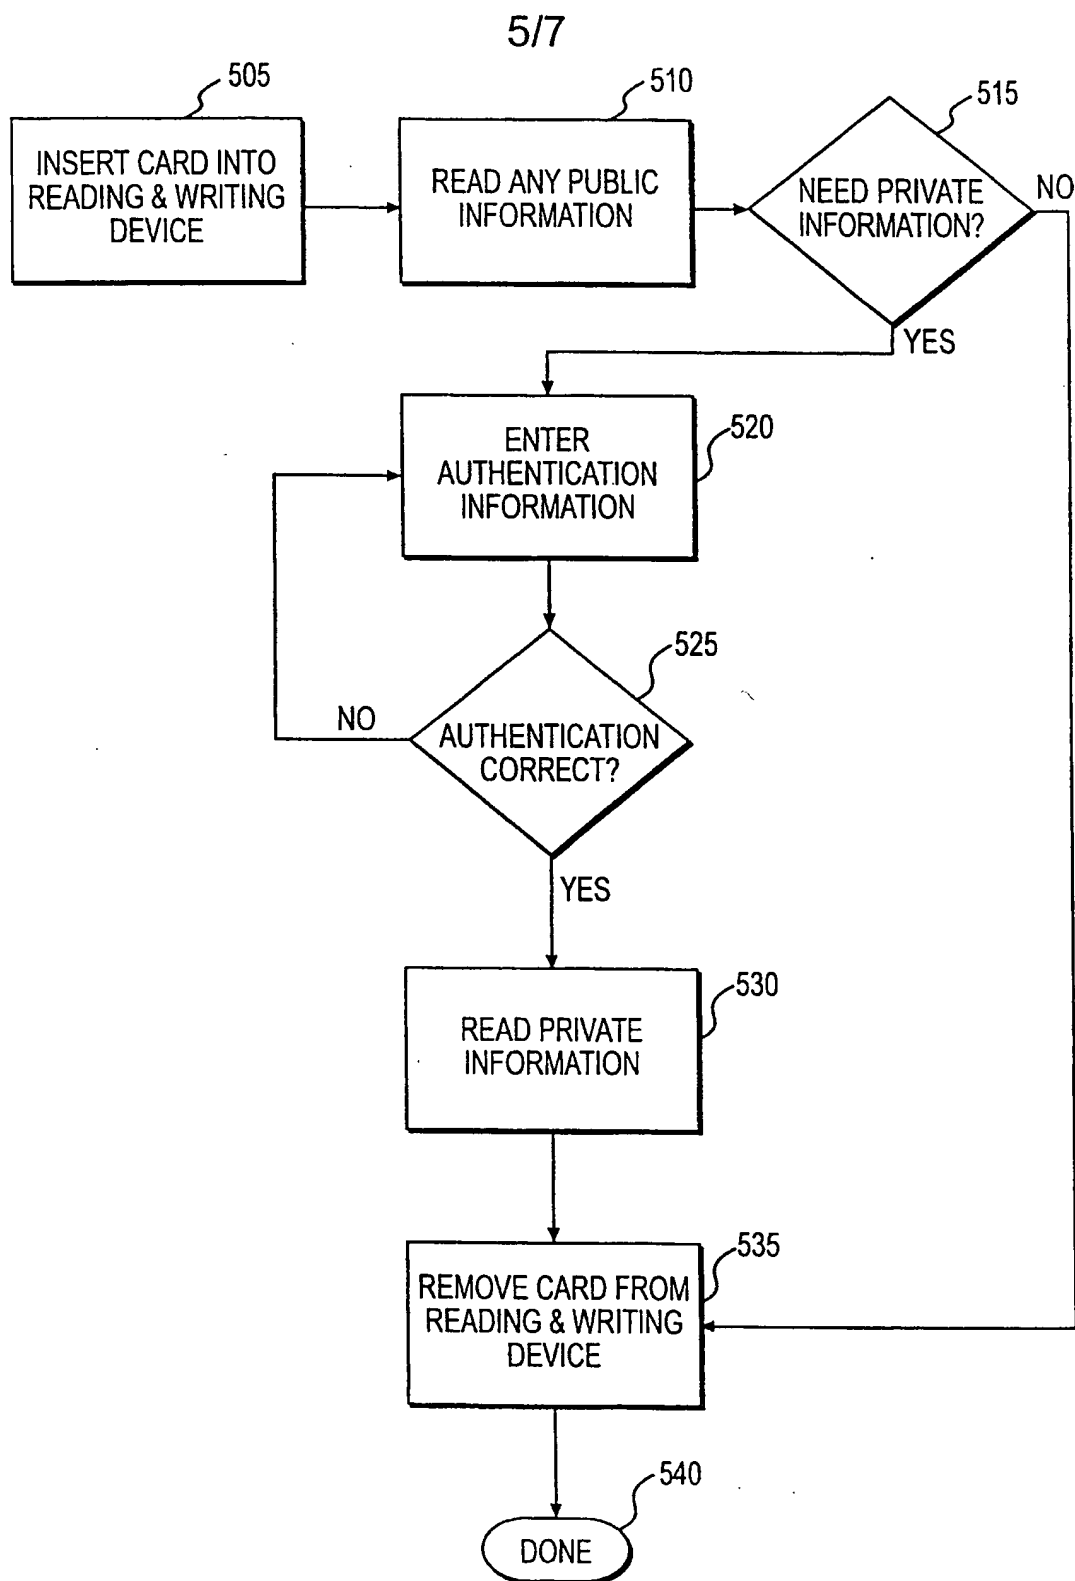 5/7
505
INSERT CARD INTO
READING & WRITING
DEVICE
510
READ ANY PUBLIC
INFORMATION
515
NEED PRIVATE
INFORMATION?
NO
YES
520
ENTER
AUTHENTICATION
INFORMATION
525
AUTHENTICATION
CORRECT?
NO
YES
530
READ PRIVATE
INFORMATION
535
REMOVE CARD FROM
READING & WRITING
DEVICE
540
DONE